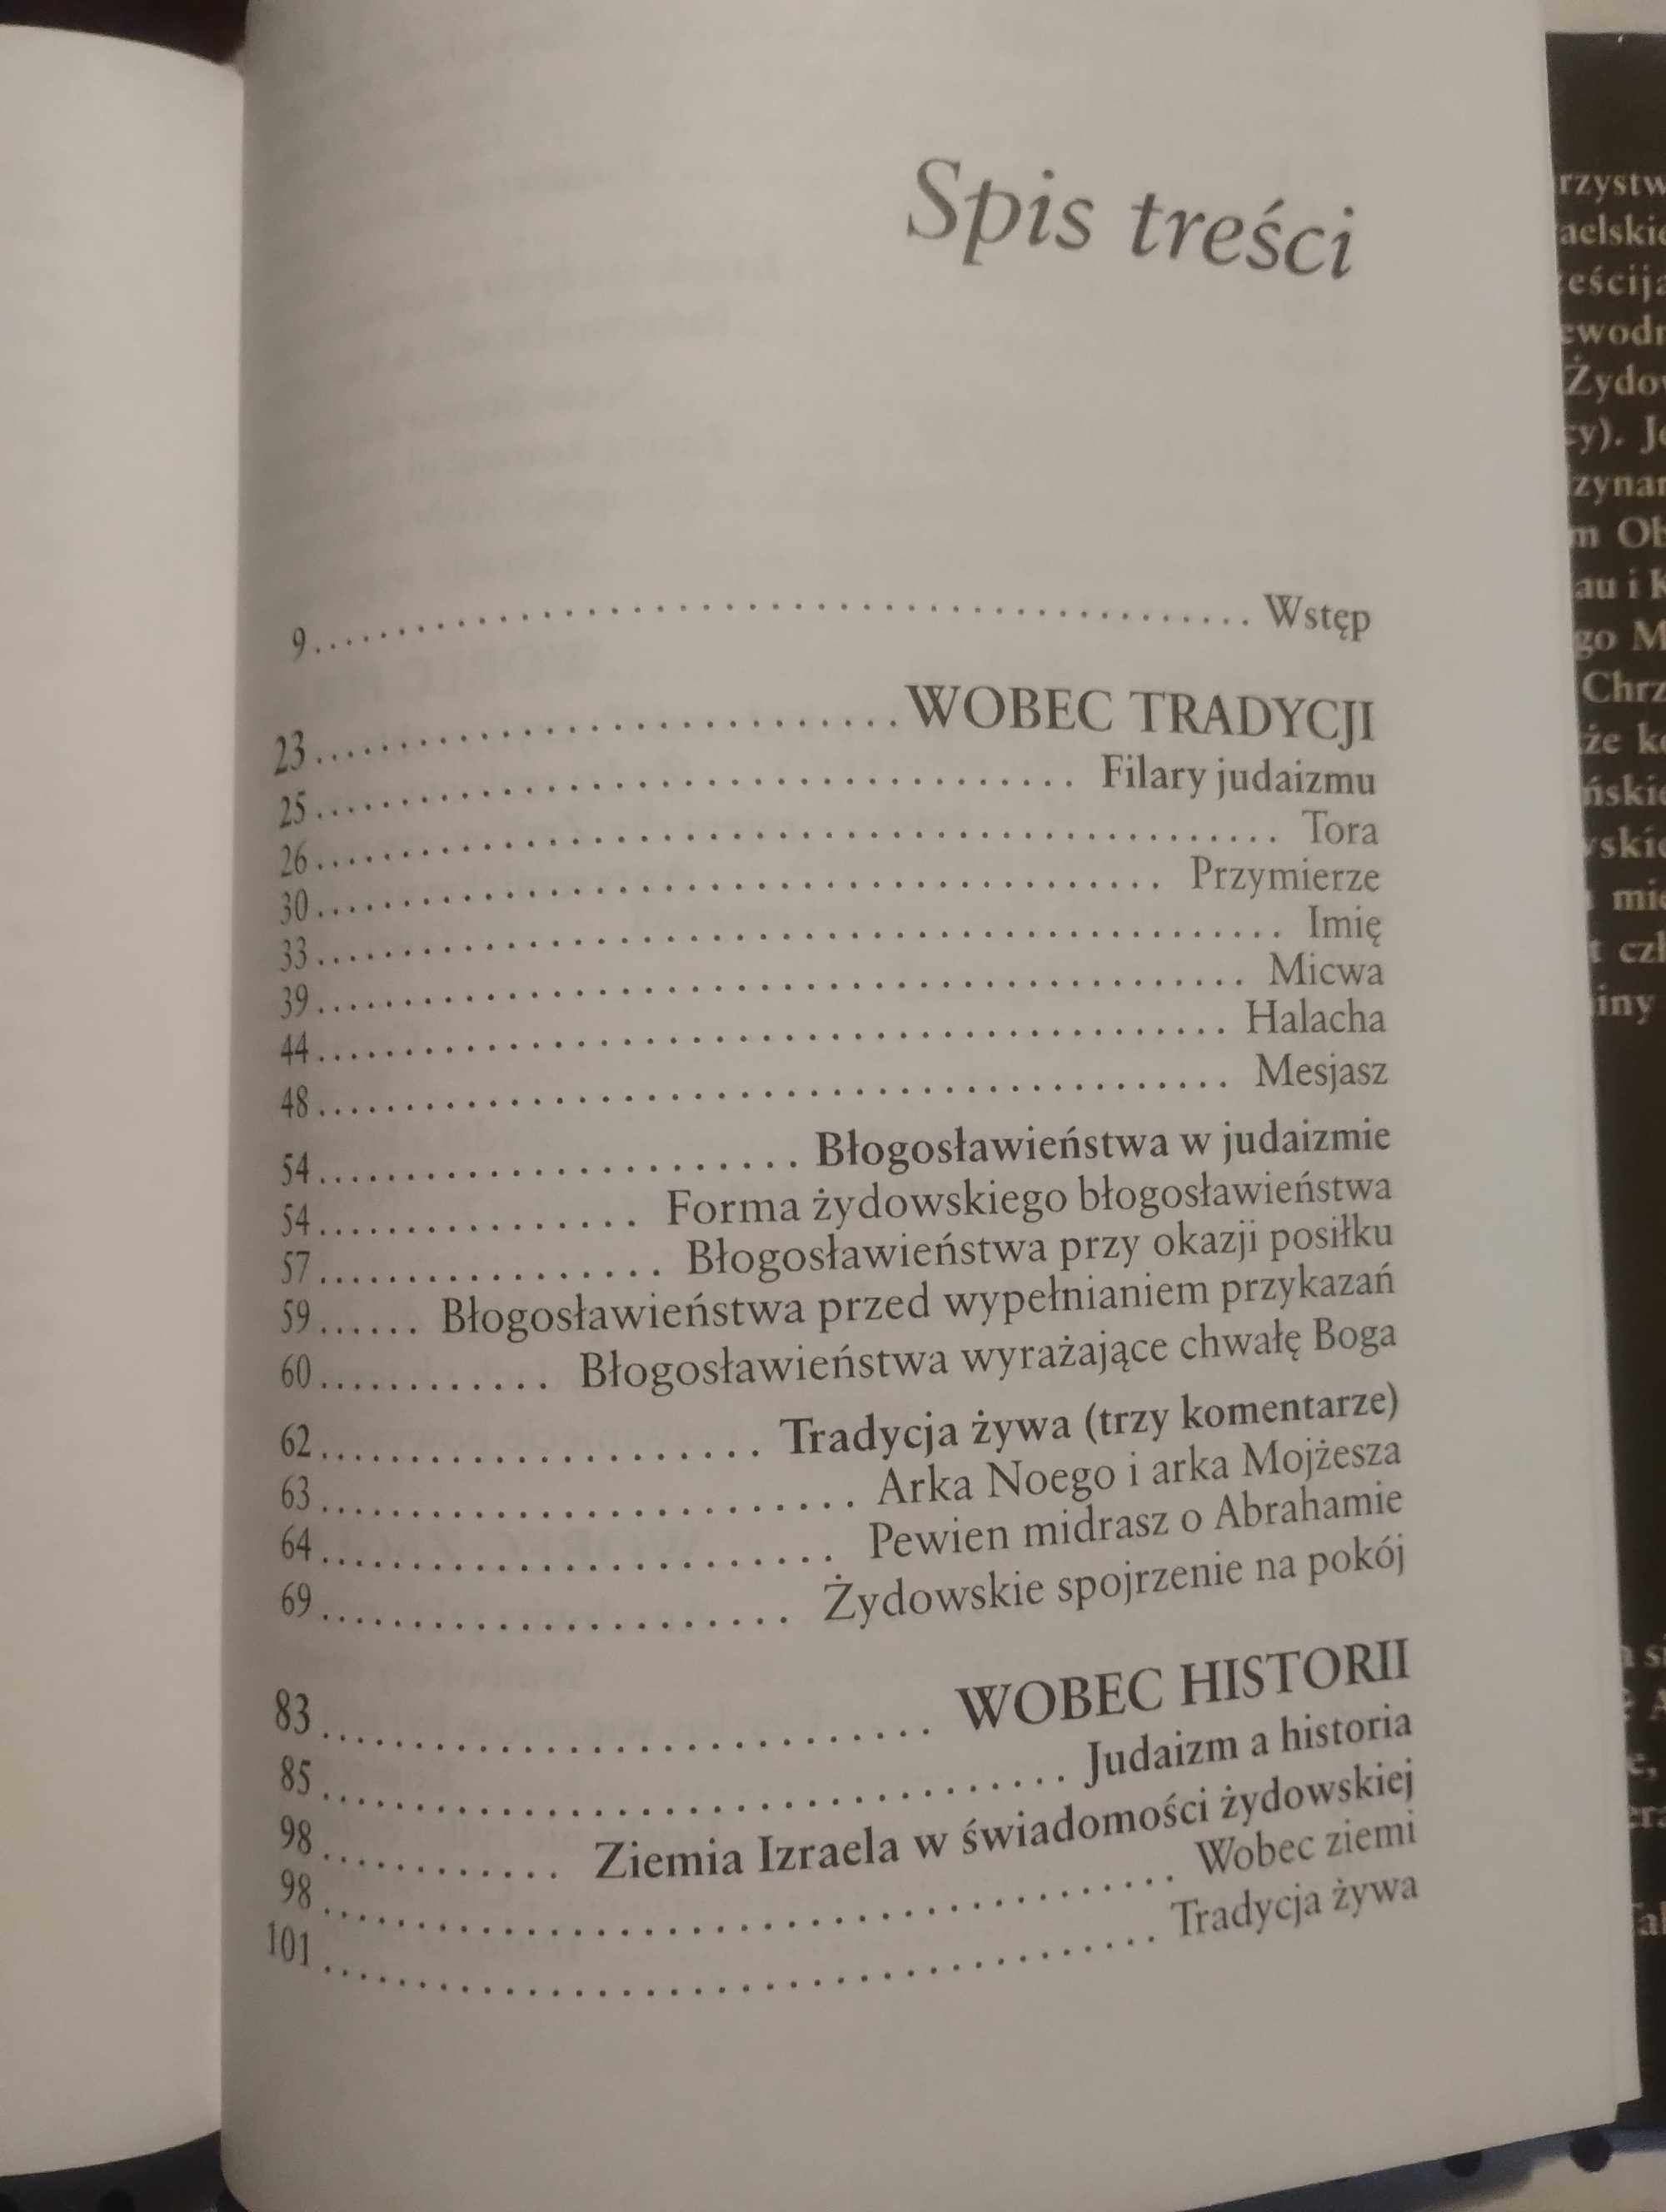 Spis treści
9 Wstęp
23 WOBEC TRADYCJI
25 Filary judaizmu
26 Tora
30 Przymierze
33 Imię
39 Micwa
44 Halacha
48 Mesjasz
54 Błogosławieństwa w judaizmie
54 Forma żydowskiego błogosławieństwa
57 Błogosławieństwa przy okazji posiłku
59 Błogosławieństwa przed wypełnianiem przykazań
60 Błogosławieństwa wyrażające chwałę Boga
62 Tradycja żywa (trzy komentarze)
63 Arka Noego i arka Mojżesza
64 Pewien midrasz o Abrahamie
69 Żydowskie spojrzenie na pokój
83 WOBEC HISTORII
85 Judaizm a historia
98 Ziemia Izraela w świadomości żydowskiej
98 Wobec ziemi
101 Tradycja żywa